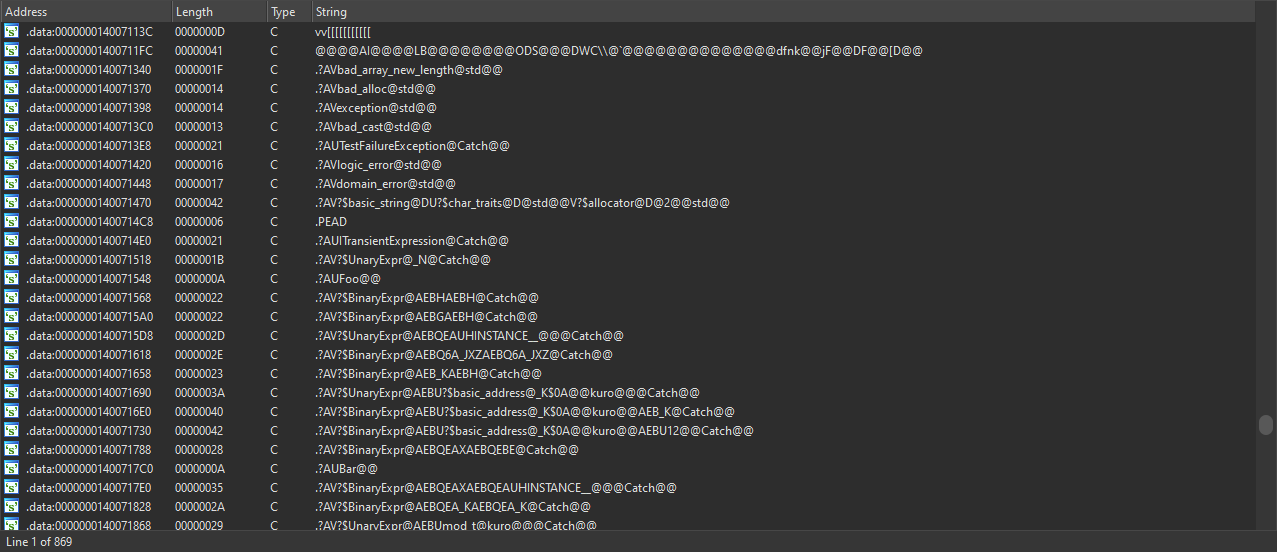 Address Length Type String
.data:000000014007113C 0000000D C vv[[[[[[[[[[[
.data:00000001400711FC 00000041 C @@@@AI@@@@LB@@@@@@@@ODS@@@DWC\\@`@@@@@@@@@@@@@@dfnk@@jF@@DF@@[D@@
.data:0000000140071340 0000001F C .?AVbad_array_new_length@std@@
.data:0000000140071370 00000014 C .?AVbad_alloc@std@@
.data:0000000140071398 00000014 C .?AVexception@std@@
.data:00000001400713C0 00000013 C .?AVbad_cast@std@@
.data:00000001400713E8 00000021 C .?AUTestFailureException@Catch@@
.data:0000000140071420 00000016 C .?AVlogic_error@std@@
.data:0000000140071448 00000017 C .?AVdomain_error@std@@
.data:0000000140071470 00000042 C .?AV?$basic_string@DU?$char_traits@D@std@@V?$allocator@D@2@@std@@
.data:00000001400714C8 00000006 C .PEAD
.data:00000001400714E0 00000021 C .?AUITransientExpression@Catch@@
.data:0000000140071518 0000001B C .?AV?$UnaryExpr@_N@Catch@@
.data:0000000140071548 0000000A C .?AUFoo@@
.data:0000000140071568 00000022 C .?AV?$BinaryExpr@AEBHAEBH@Catch@@
.data:00000001400715A0 00000022 C .?AV?$BinaryExpr@AEBGAEBH@Catch@@
.data:00000001400715D8 0000002D C .?AV?$UnaryExpr@AEBQEAUHINSTANCE__@@@Catch@@
.data:0000000140071618 0000002E C .?AV?$BinaryExpr@AEBQ6A_JXZAEBQ6A_JXZ@Catch@@
.data:0000000140071658 00000023 C .?AV?$BinaryExpr@AEB_KAEBH@Catch@@
.data:0000000140071690 0000003A C .?AV?$UnaryExpr@AEBU?$basic_address@_K$0A@@kuro@@@Catch@@
.data:00000001400716E0 00000040 C .?AV?$BinaryExpr@AEBU?$basic_address@_K$0A@@kuro@@AEB_K@Catch@@
.data:0000000140071730 00000042 C .?AV?$BinaryExpr@AEBU?$basic_address@_K$0A@@kuro@@AEBU12@@Catch@@
.data:0000000140071788 00000028 C .?AV?$BinaryExpr@AEBQEAXAEBQEBE@Catch@@
.data:00000001400717C0 0000000A C .?AUBar@@
.data:00000001400717E0 00000035 C .?AV?$BinaryExpr@AEBQEAXAEBQEAUHINSTANCE__@@@Catch@@
.data:0000000140071828 0000002A C .?AV?$BinaryExpr@AEBQEA_KAEBQEA_K@Catch@@
.data:0000000140071868 00000029 C .?AV?$UnaryExpr@AEBUmod_t@kuro@@@Catch@@
Line 1 of 869